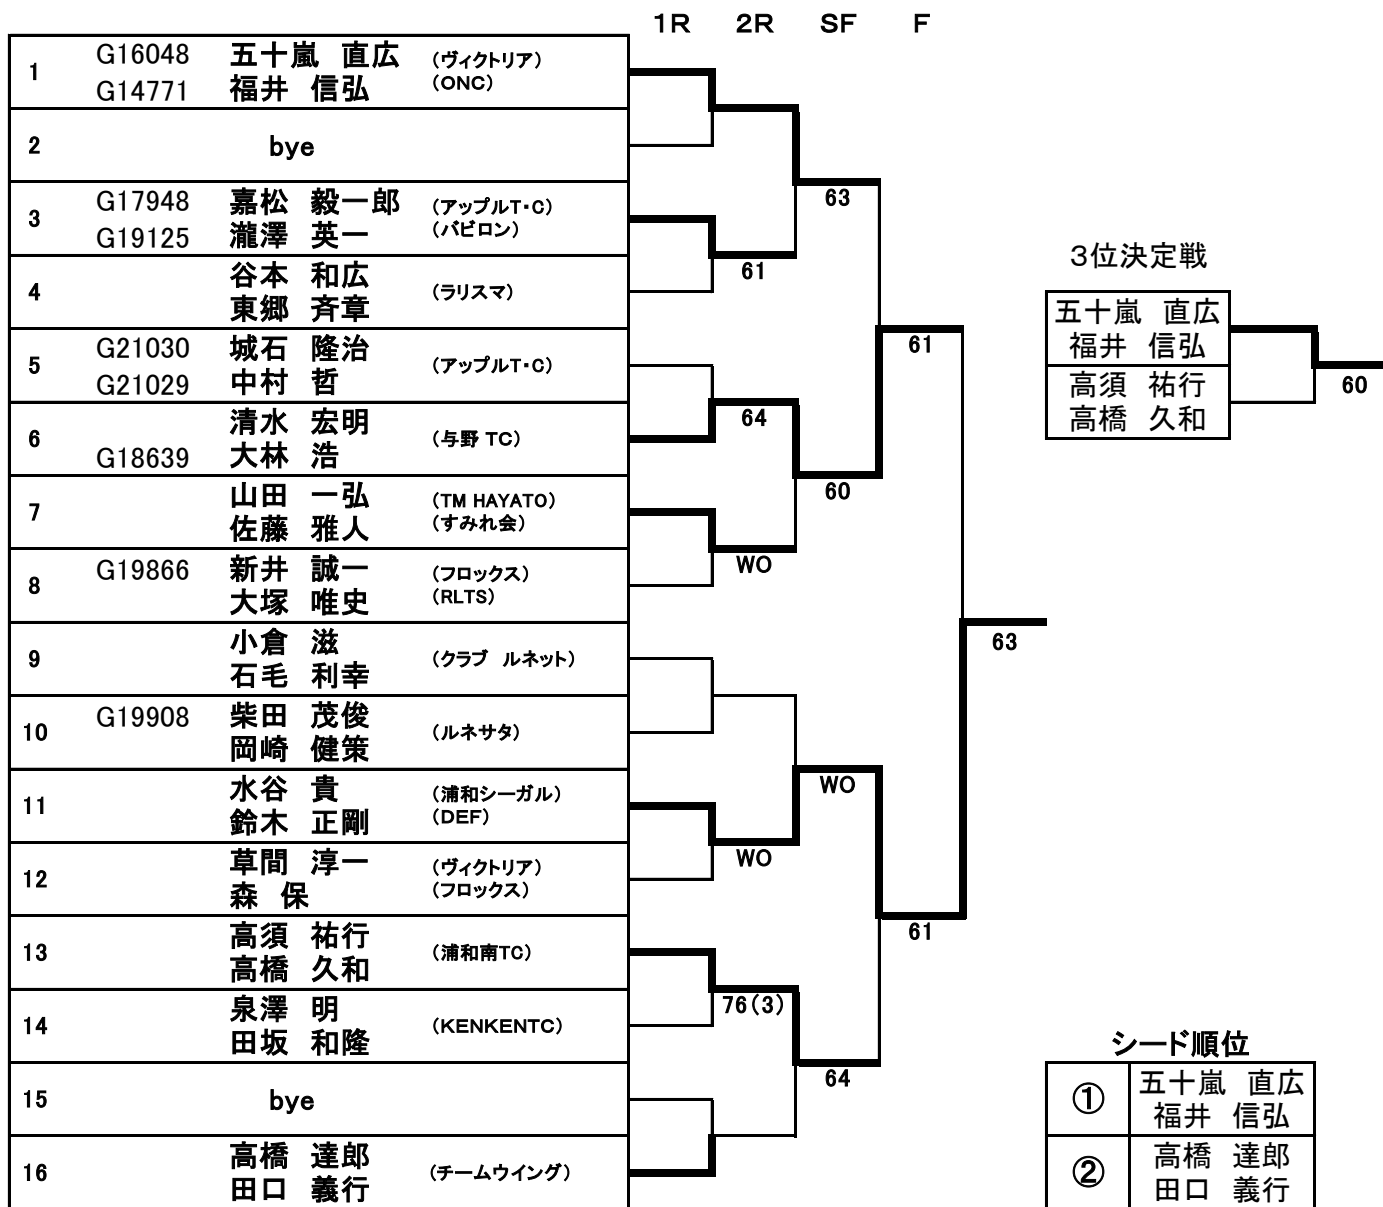 1R 2R SF F
1 G16048 五十嵐 直広 (ヴィクトリア)
G14771 福井 信弘 (ONC)
2 bye
3 G17948 嘉松 毅一郎 (アップルT・C)
G19125 瀧澤 英一 (バビロン)
4 谷本 和広
東郷 斉章 (ラリスマ)
5 G21030 城石 隆治 (アップルT・C)
G21029 中村 哲
6 清水 宏明 (与野 TC)
G18639 大林 浩
7 山田 一弘 (TM HAYATO)
佐藤 雅人 (すみれ会)
8 G19866 新井 誠一 (フロックス)
大塚 唯史 (RLTS)
9 小倉 滋 (クラブ ルネット)
石毛 利幸
10 G19908 柴田 茂俊 (ルネサタ)
岡崎 健策
11 水谷 貴 (浦和シーガル)
鈴木 正剛 (DEF)
12 草間 淳一 (ヴィクトリア)
森 保 (フロックス)
13 高須 祐行 (浦和南TC)
高橋 久和
14 泉澤 明 (KENKENTC)
田坂 和隆
15 bye
16 高橋 達郎 (チームウイング)
田口 義行
61
64
WO
WO
76(3)
63
60
WO
64
61
61
63
3位決定戦
五十嵐 直広
福井 信弘
高須 祐行
高橋 久和
60
シード順位
① 五十嵐 直広
福井 信弘
② 高橋 達郎
田口 義行